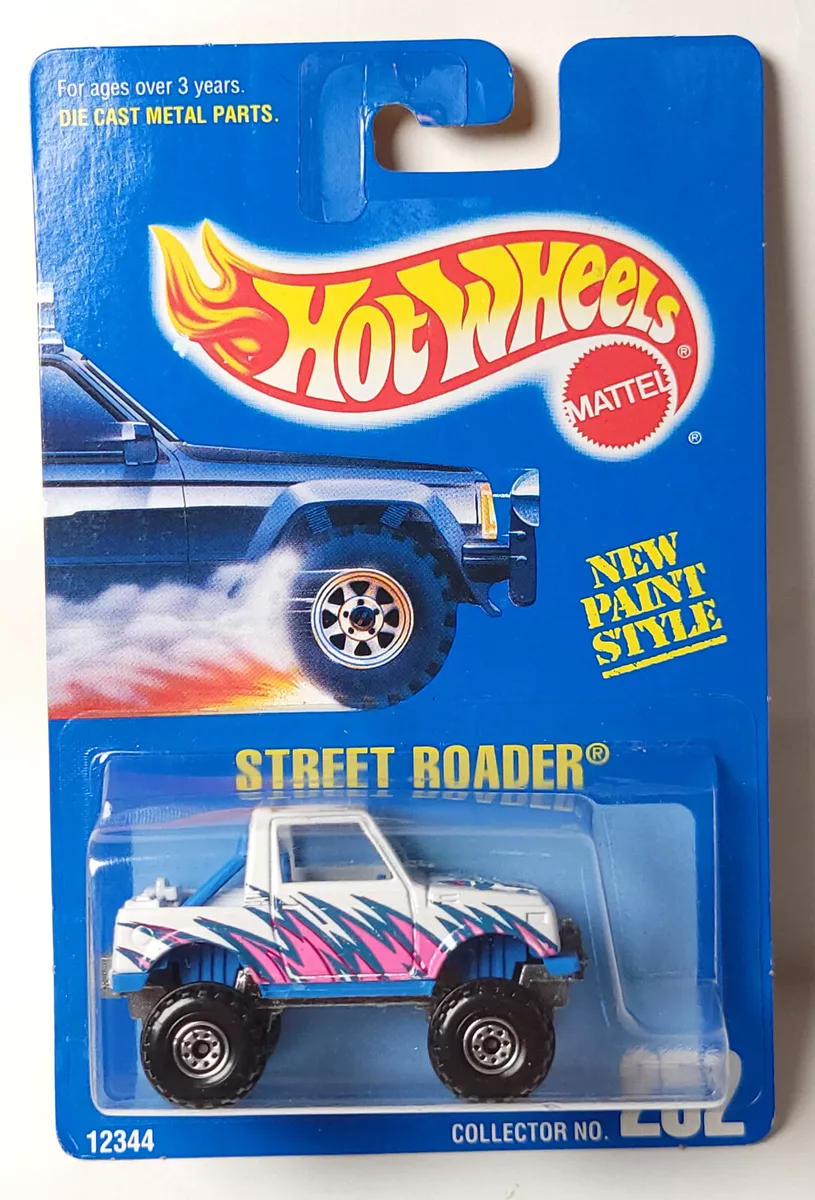 For ages over 3 years.
DIE CAST METAL PARTS.
HOT WHEELS ®
MATTEL
®
NEW
PAINT
STYLE
STREET ROADER®
12344
COLLECTOR NO.